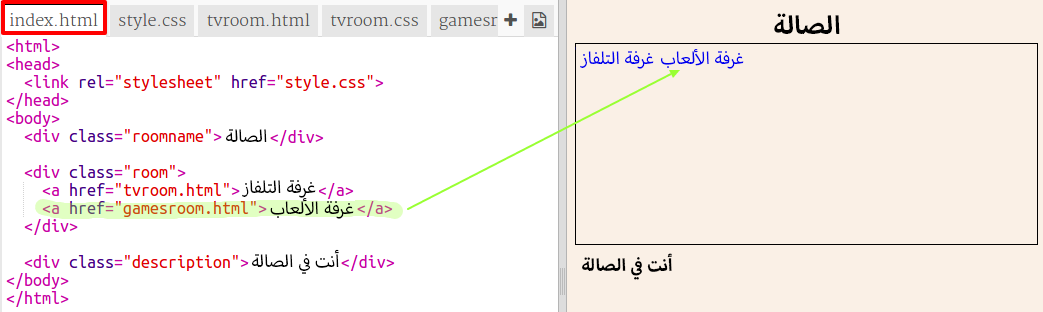 index.html style.css tvroom.html tvroom.css gamesr
<html>
<head>
<link rel="stylesheet" href="style.css">
</head>
<body>
<div class="roomname">الصالة</div>
<div class="room">
<a href="tvroom.html">غرفة التلفاز</a>
<a href="gamesroom.html">غرفة الألعاب</a>
</div>
<div class="description">أنت في الصالة</div>
</body>
</html>
الصالة
غرفة الألعاب غرفة التلفاز
أنت في الصالة